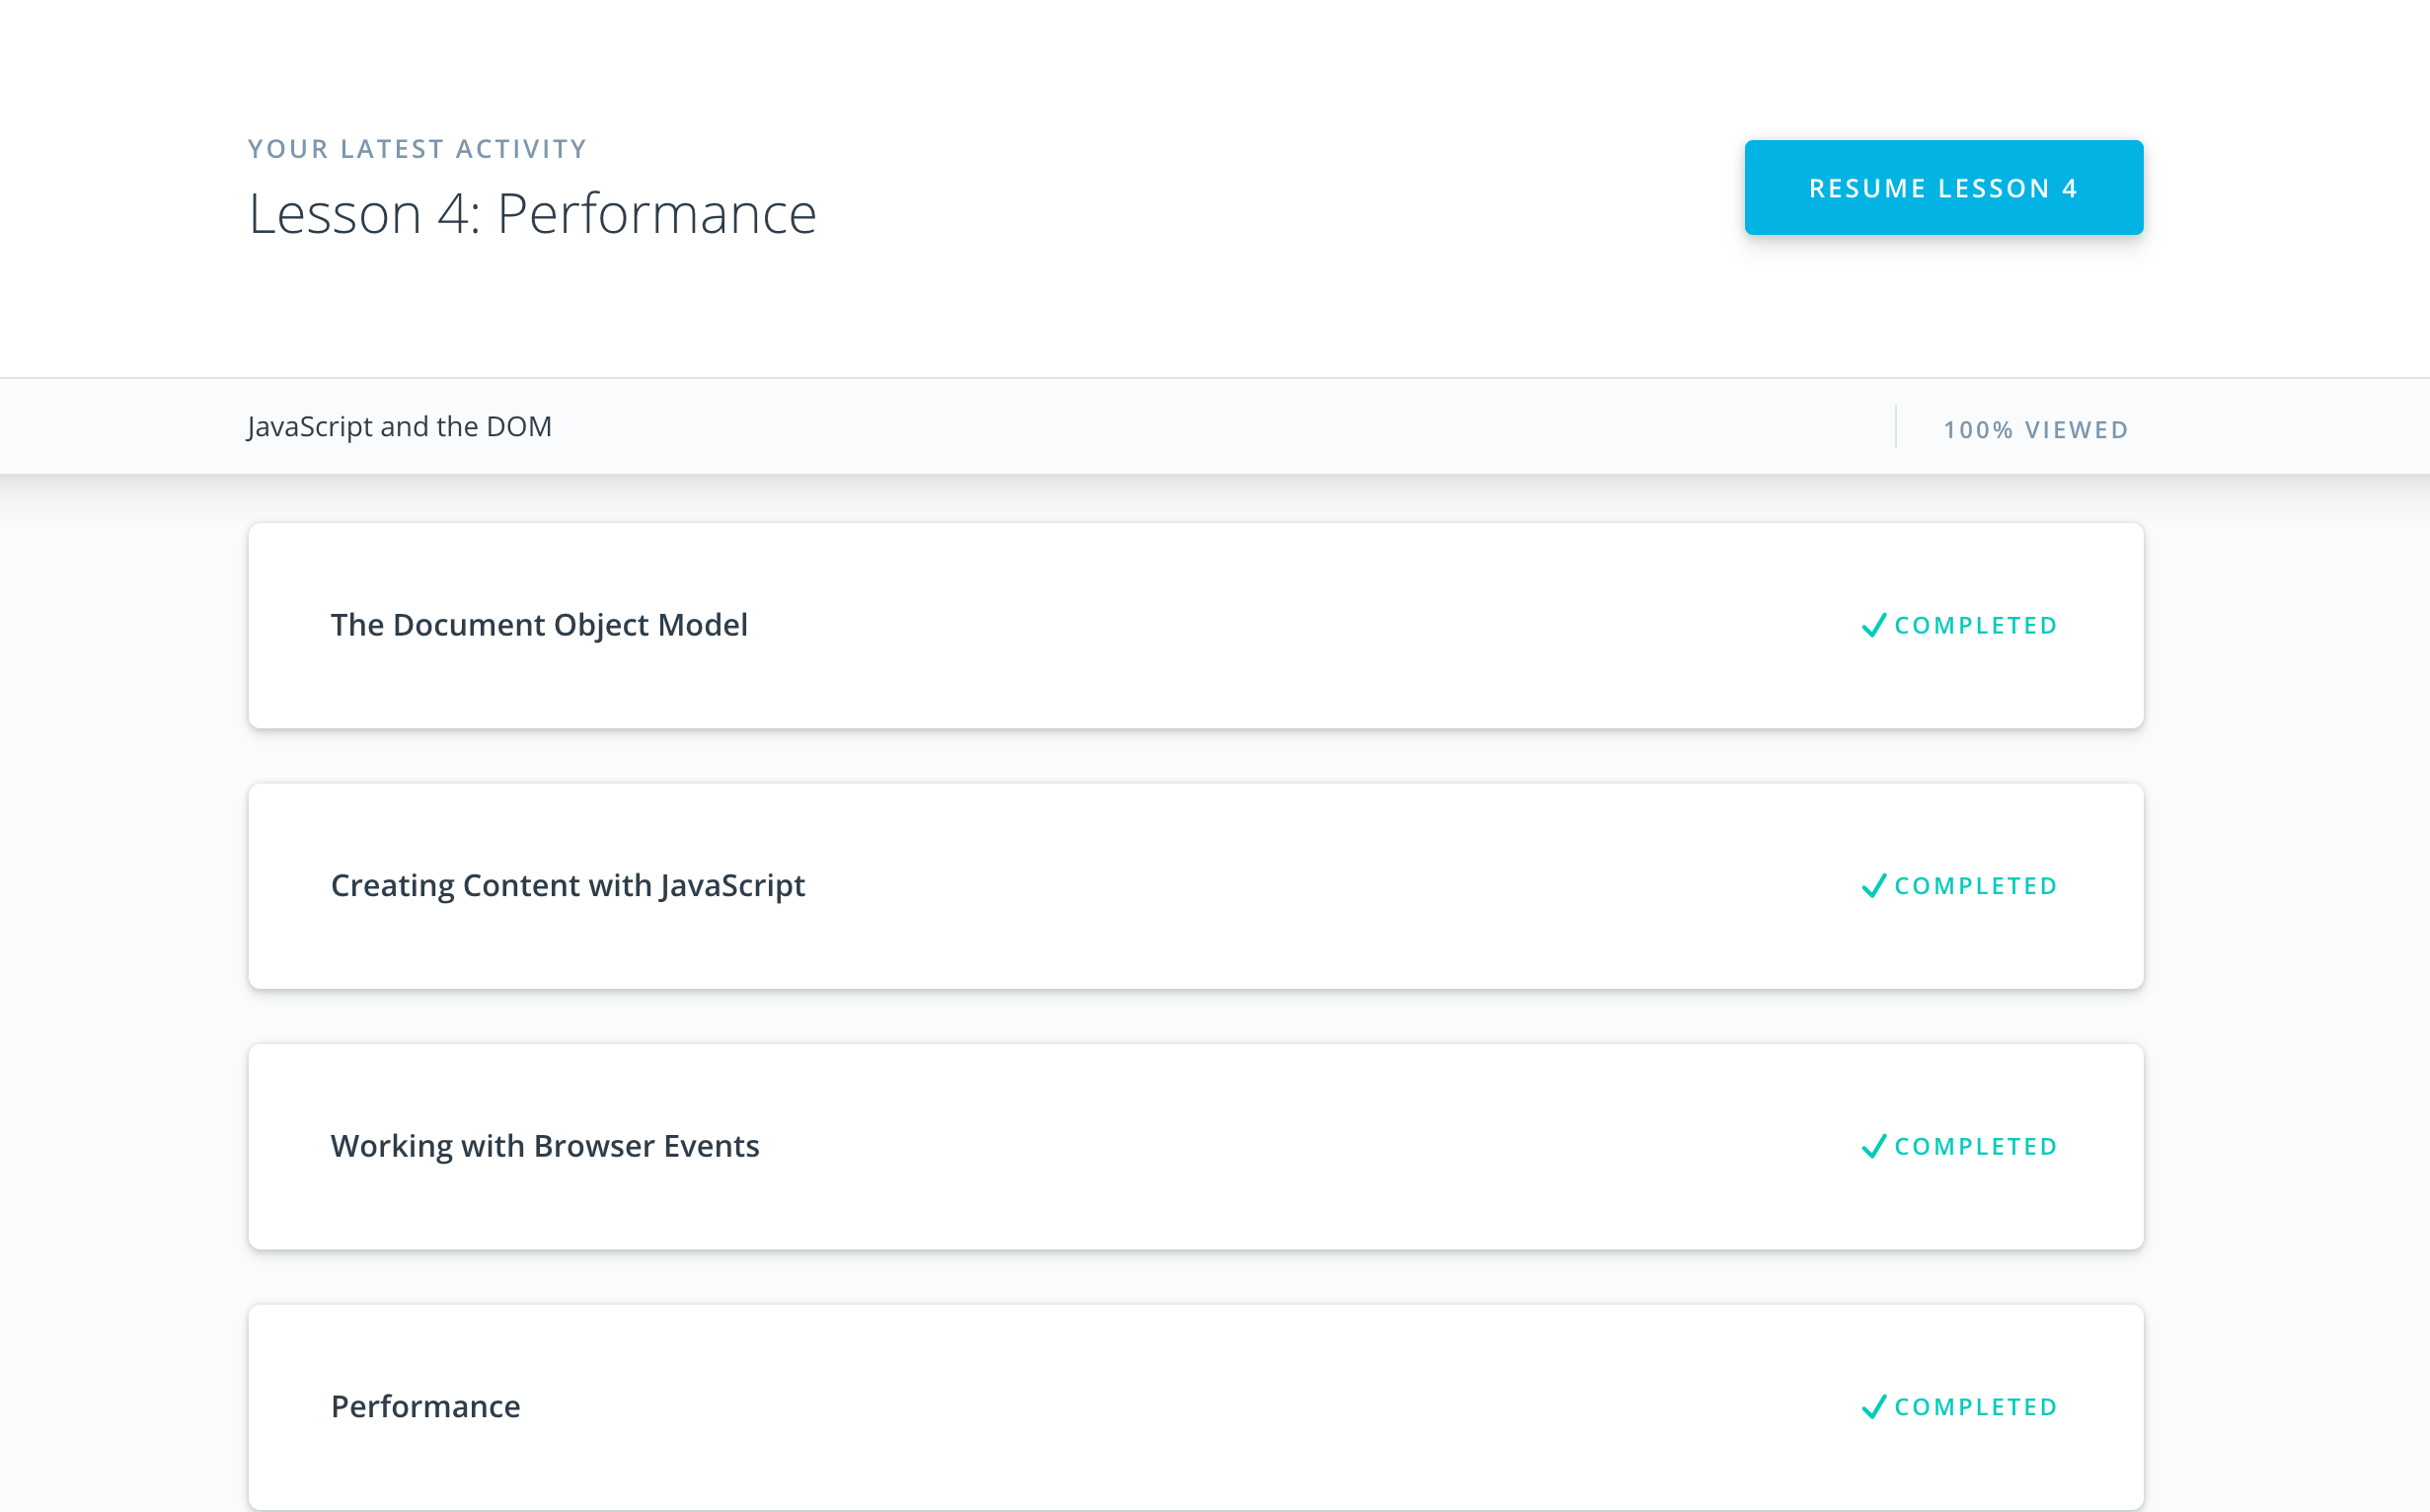 YOUR LATEST ACTIVITY
Lesson 4: Performance
RESUME LESSON 4
JavaScript and the DOM
100% VIEWED
The Document Object Model
COMPLETED
Creating Content with JavaScript
COMPLETED
Working with Browser Events
COMPLETED
Performance
COMPLETED